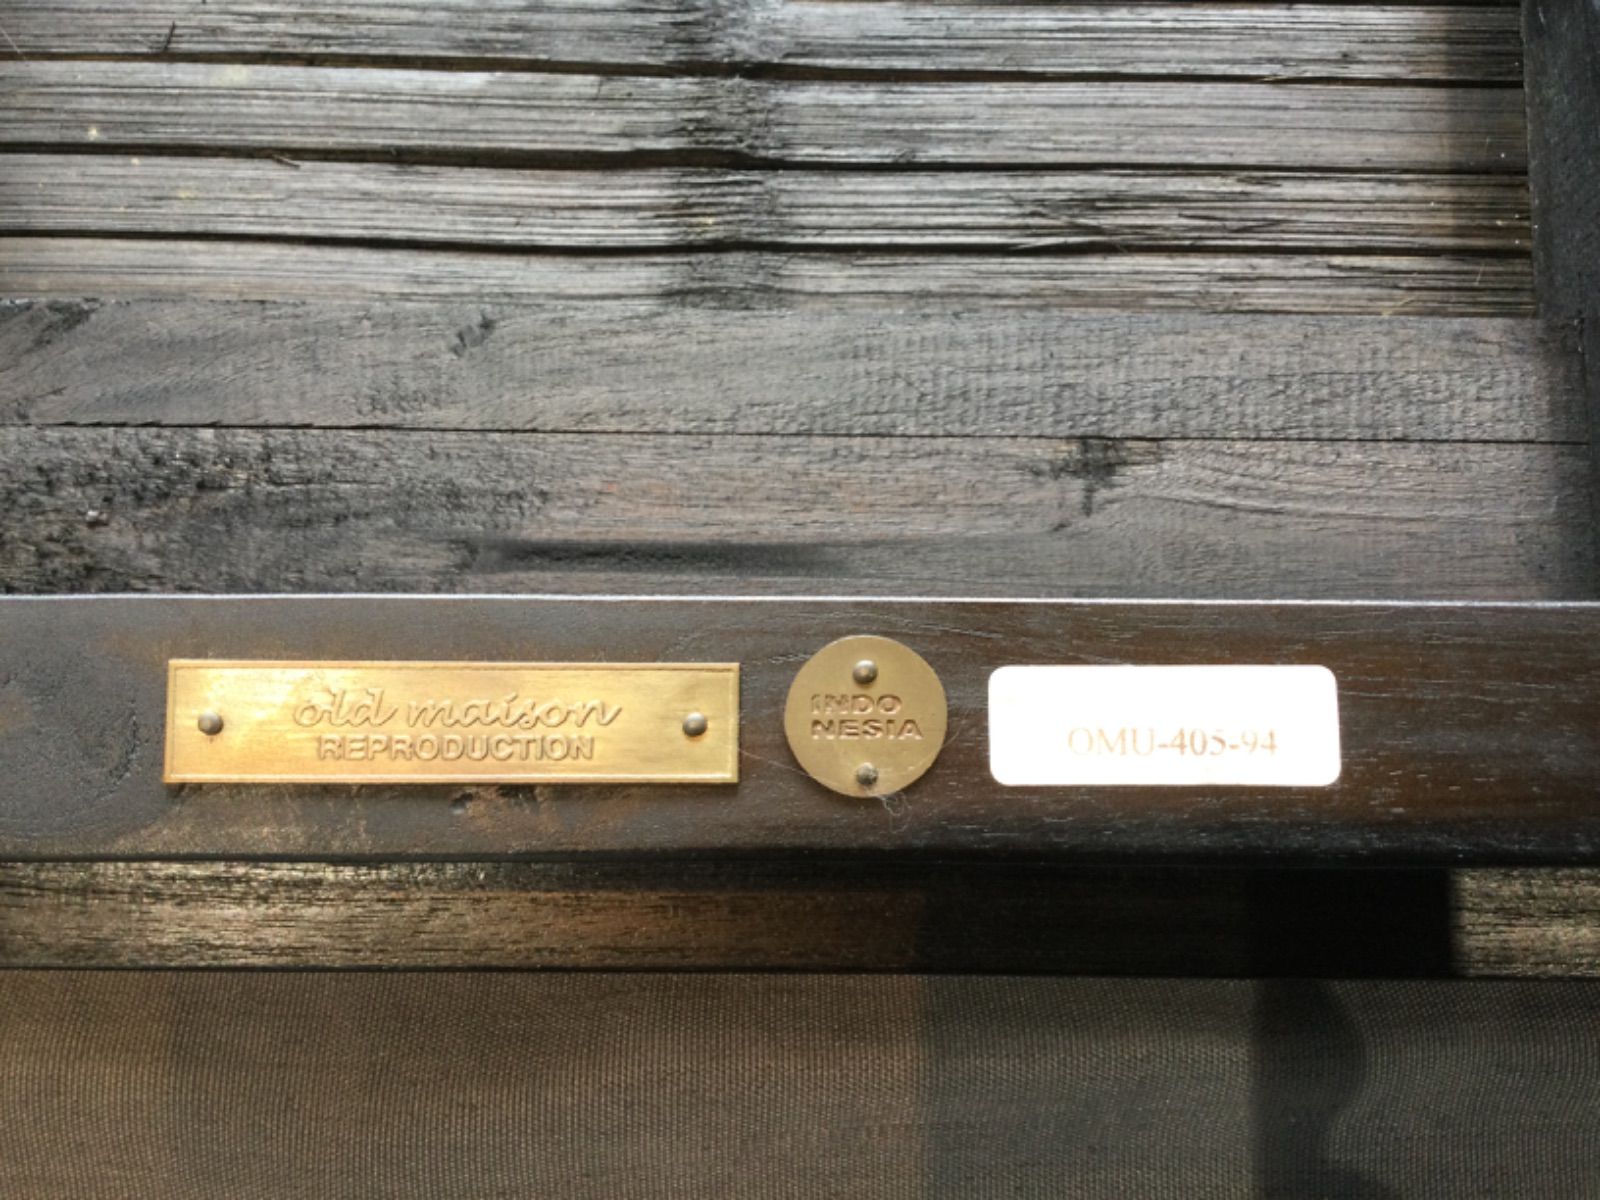 old maison
REPRODUCTION
INDO
NESIA
OMU-405-94